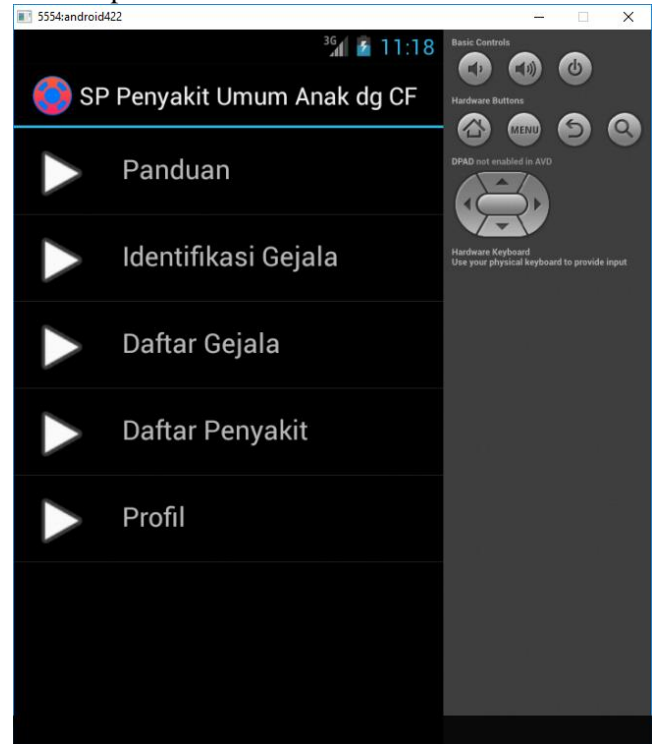 5554:android422
3G 11:18
SP Penyakit Umum Anak dg CF
Panduan
Identifikasi Gejala
Daftar Gejala
Daftar Penyakit
Profil
Basic Controls
Hardware Buttons
MENU
DPAD not enabled in AVD
Hardware Keyboard
Use your physical keyboard to provide input